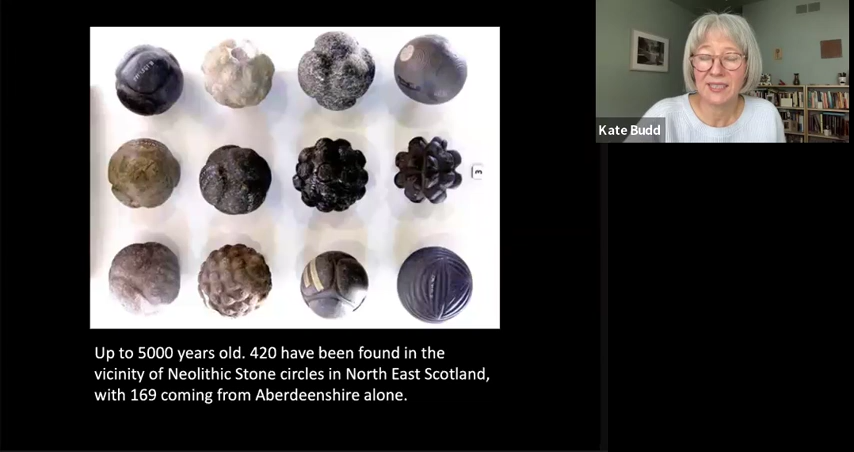 Kate Budd
3
Up to 5000 years old. 420 have been found in the
vicinity of Neolithic Stone circles in North East Scotland,
with 169 coming from Aberdeenshire alone.